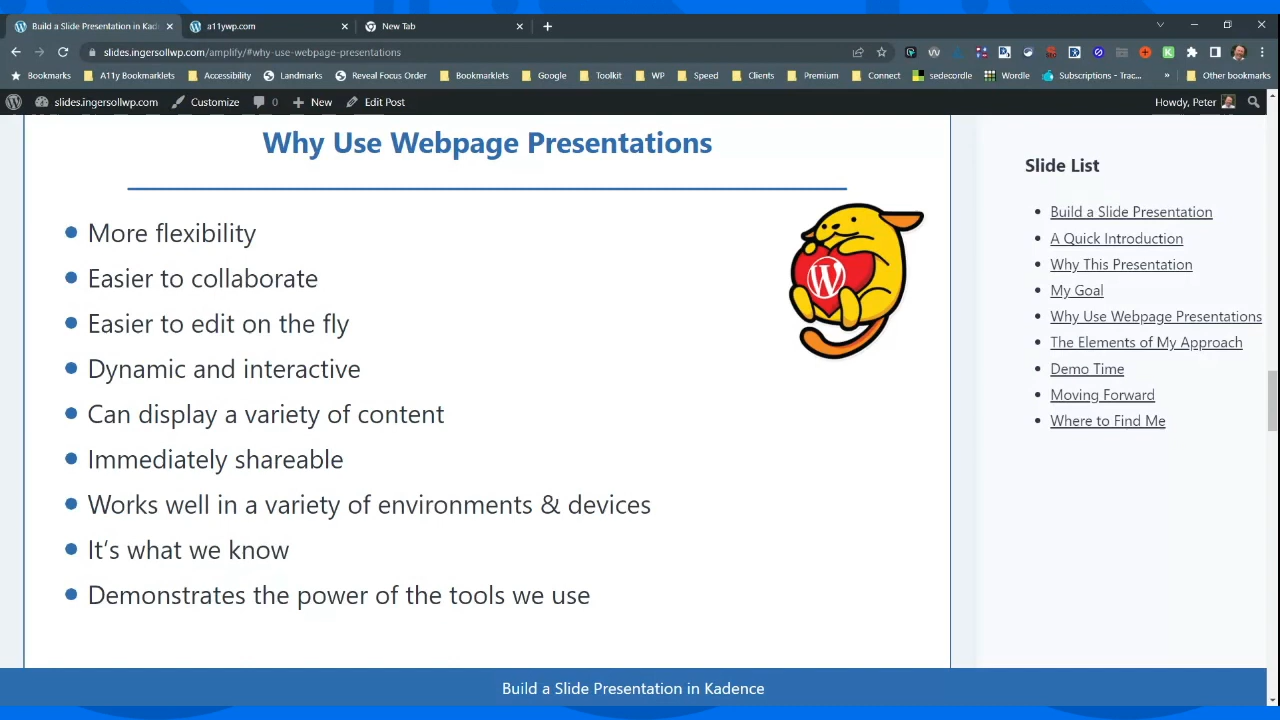 Build a Slide Presentation in Kade
a11ywp.com
New Tab
slides.ingersollwp.com/amplify/#why-use-webpage-presentations
Bookmarks
A11y Bookmarklets
Accessibility
Landmarks
Reveal Focus Order
Bookmarklets
Google
Toolkit
WP
Speed
Clients
Premium
Connect
sedecordle
Wordle
Subscriptions - Trac...
»
Other bookmarks
slides.ingersollwp.com
Customize
0
New
Edit Post
Howdy, Peter
Why Use Webpage Presentations
More flexibility
Easier to collaborate
Easier to edit on the fly
Dynamic and interactive
Can display a variety of content
Immediately shareable
Works well in a variety of environments & devices
It's what we know
Demonstrates the power of the tools we use
Slide List
Build a Slide Presentation
A Quick Introduction
Why This Presentation
My Goal
Why Use Webpage Presentations
The Elements of My Approach
Demo Time
Moving Forward
Where to Find Me
Build a Slide Presentation in Kadence